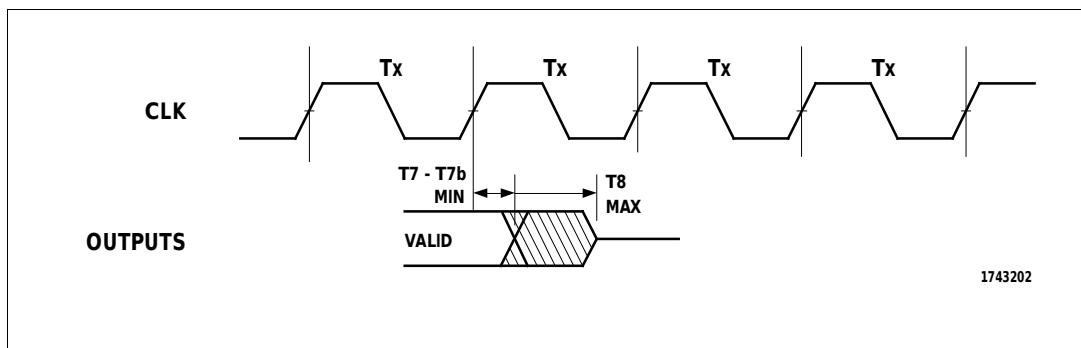 Tx Tx Tx Tx
CLK
T7 - T7b
MIN
T8
MAX
OUTPUTS
VALID
1743202